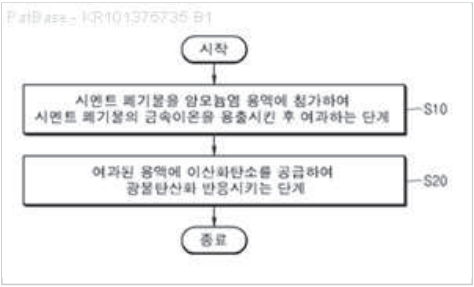 PatBase - KR101376735 B1
시작
시멘트 폐기물을 암모늄염 용액에 첨가하여
시멘트 폐기물의 금속이온을 용출시킨 후 여과하는 단계
S10
여과된 용액에 이산화탄소를 공급하여
광물탄산화 반응시키는 단계
S20
종료